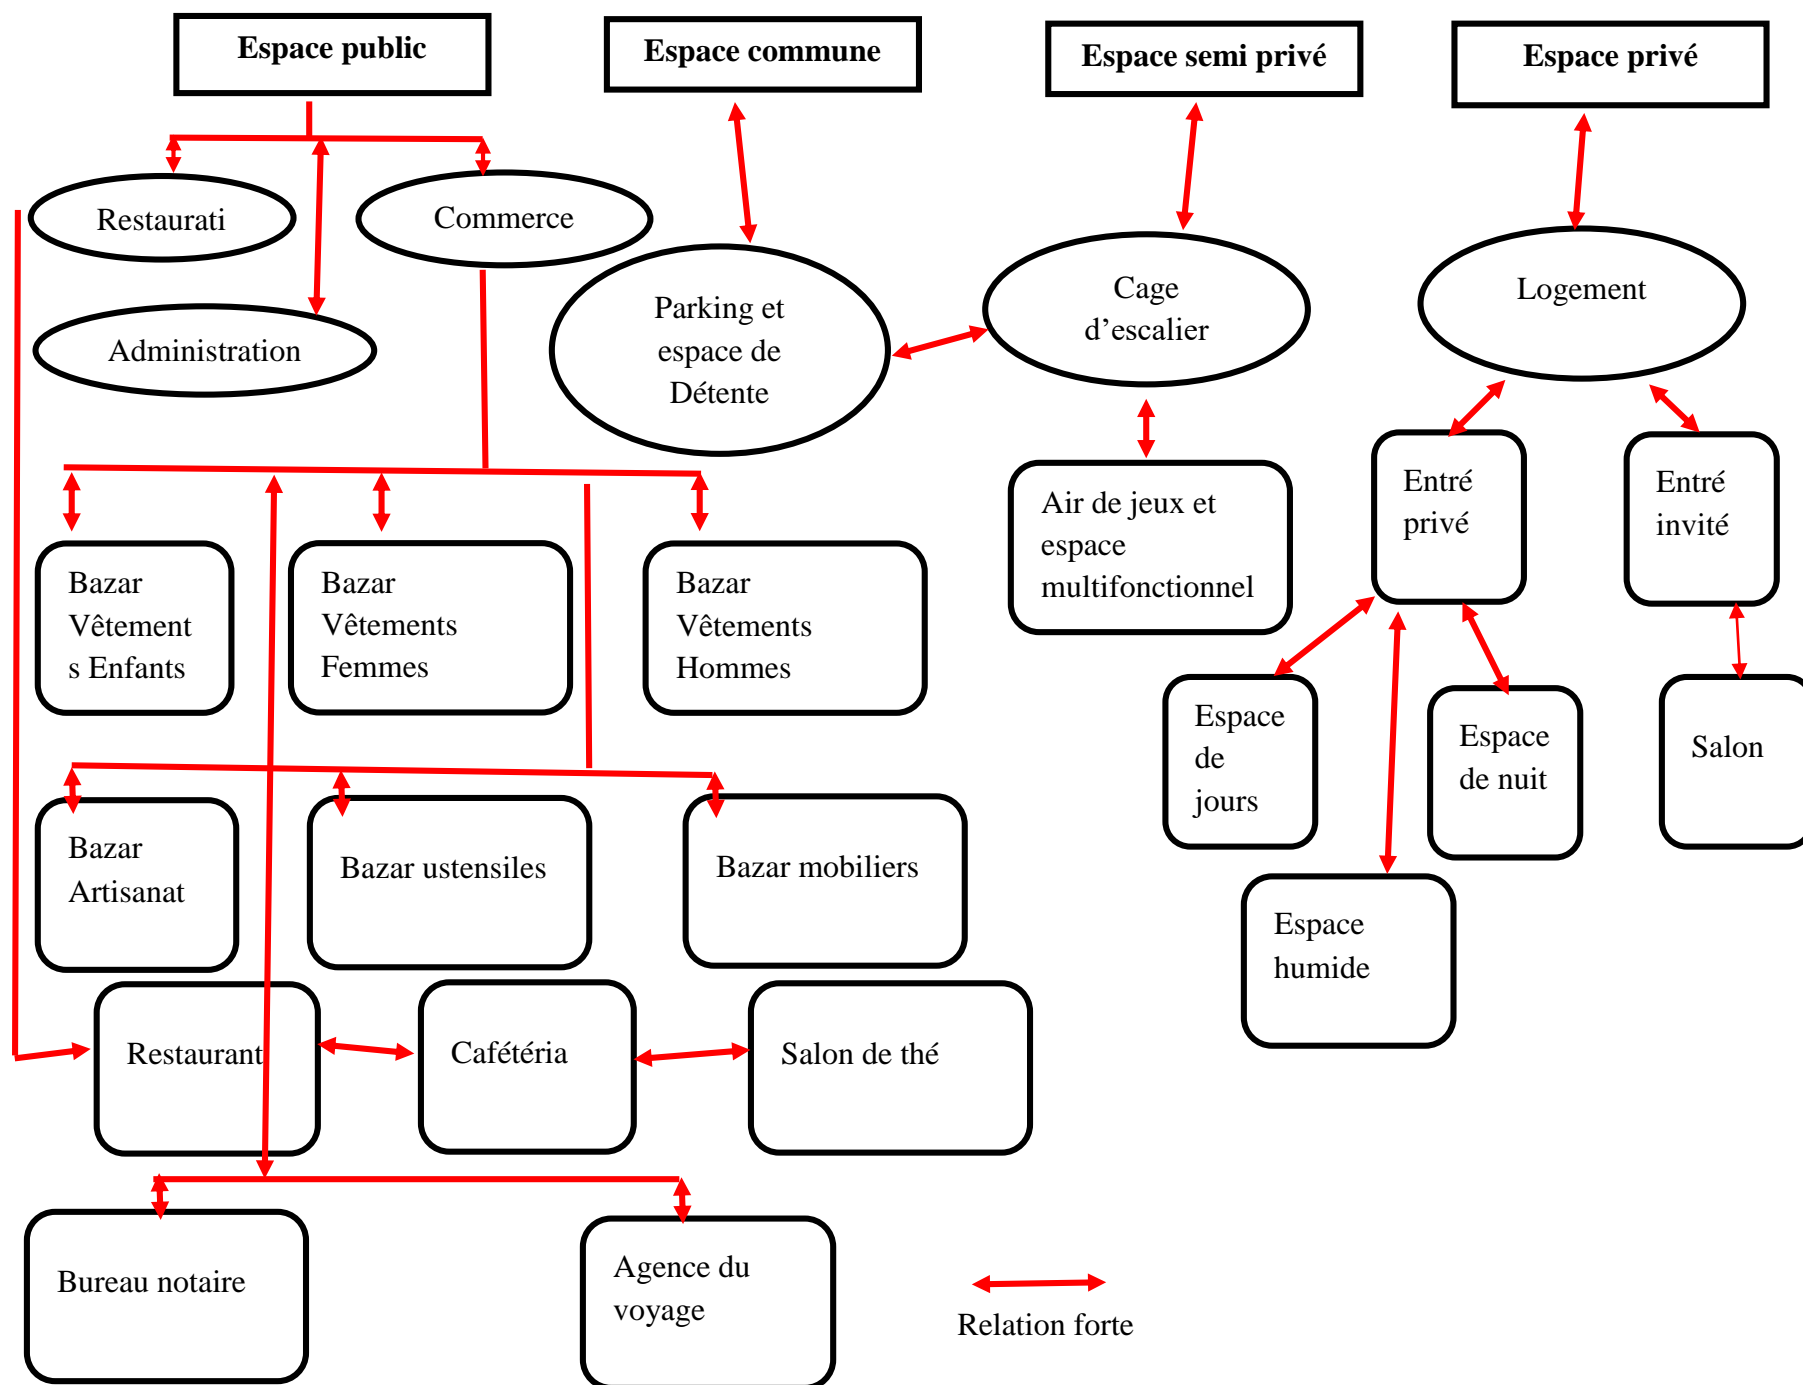 Espace public
Espace commune
Espace semi privé
Espace privé
Restaurati
Commerce
Administration
Parking et
espace de
Détente
Cage
d’escalier
Logement
Entré
privé
Entré
invité
Air de jeux et
espace
multifonctionnel
Bazar
Vêtement
s Enfants
Bazar
Vêtements
Femmes
Bazar
Vêtements
Hommes
Espace
de
jours
Espace
de nuit
Salon
Bazar
Artisanat
Bazar ustensiles
Bazar mobiliers
Espace
humide
Restaurant
Cafétéria
Salon de thé
Bureau notaire
Agence du
voyage
Relation forte